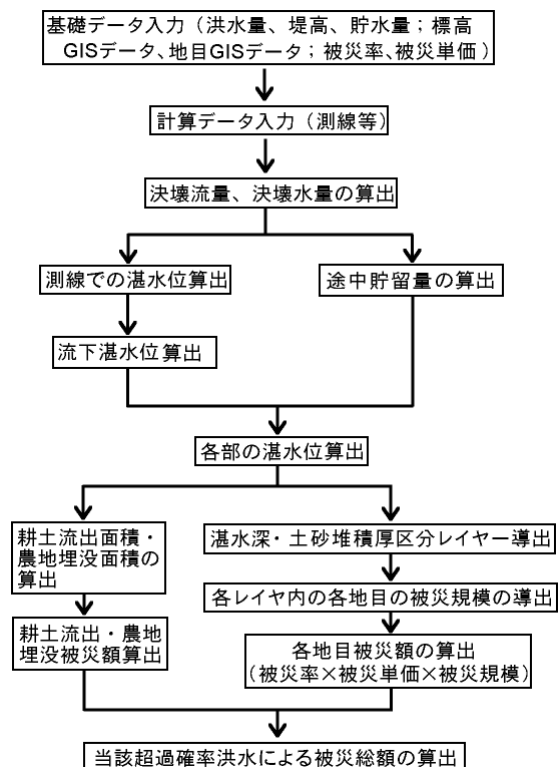 基礎データ入力（洪水量、堤高、貯水量；標高
GISデータ、地目GISデータ；被災率、被災単価）
計算データ入力（測線等）
決壊流量、決壊水量の算出
測線での湛水位算出
途中貯留量の算出
流下湛水位算出
各部の湛水位算出
耕土流出面積・
農地埋没面積の
算出
湛水深・土砂堆積厚区分レイヤー導出
各レイヤ内の各地目の被災規模の導出
耕土流出・農地
埋没被災額算出
各地目被災額の算出
（被災率×被災単価×被災規模）
当該超過確率洪水による被災総額の算出